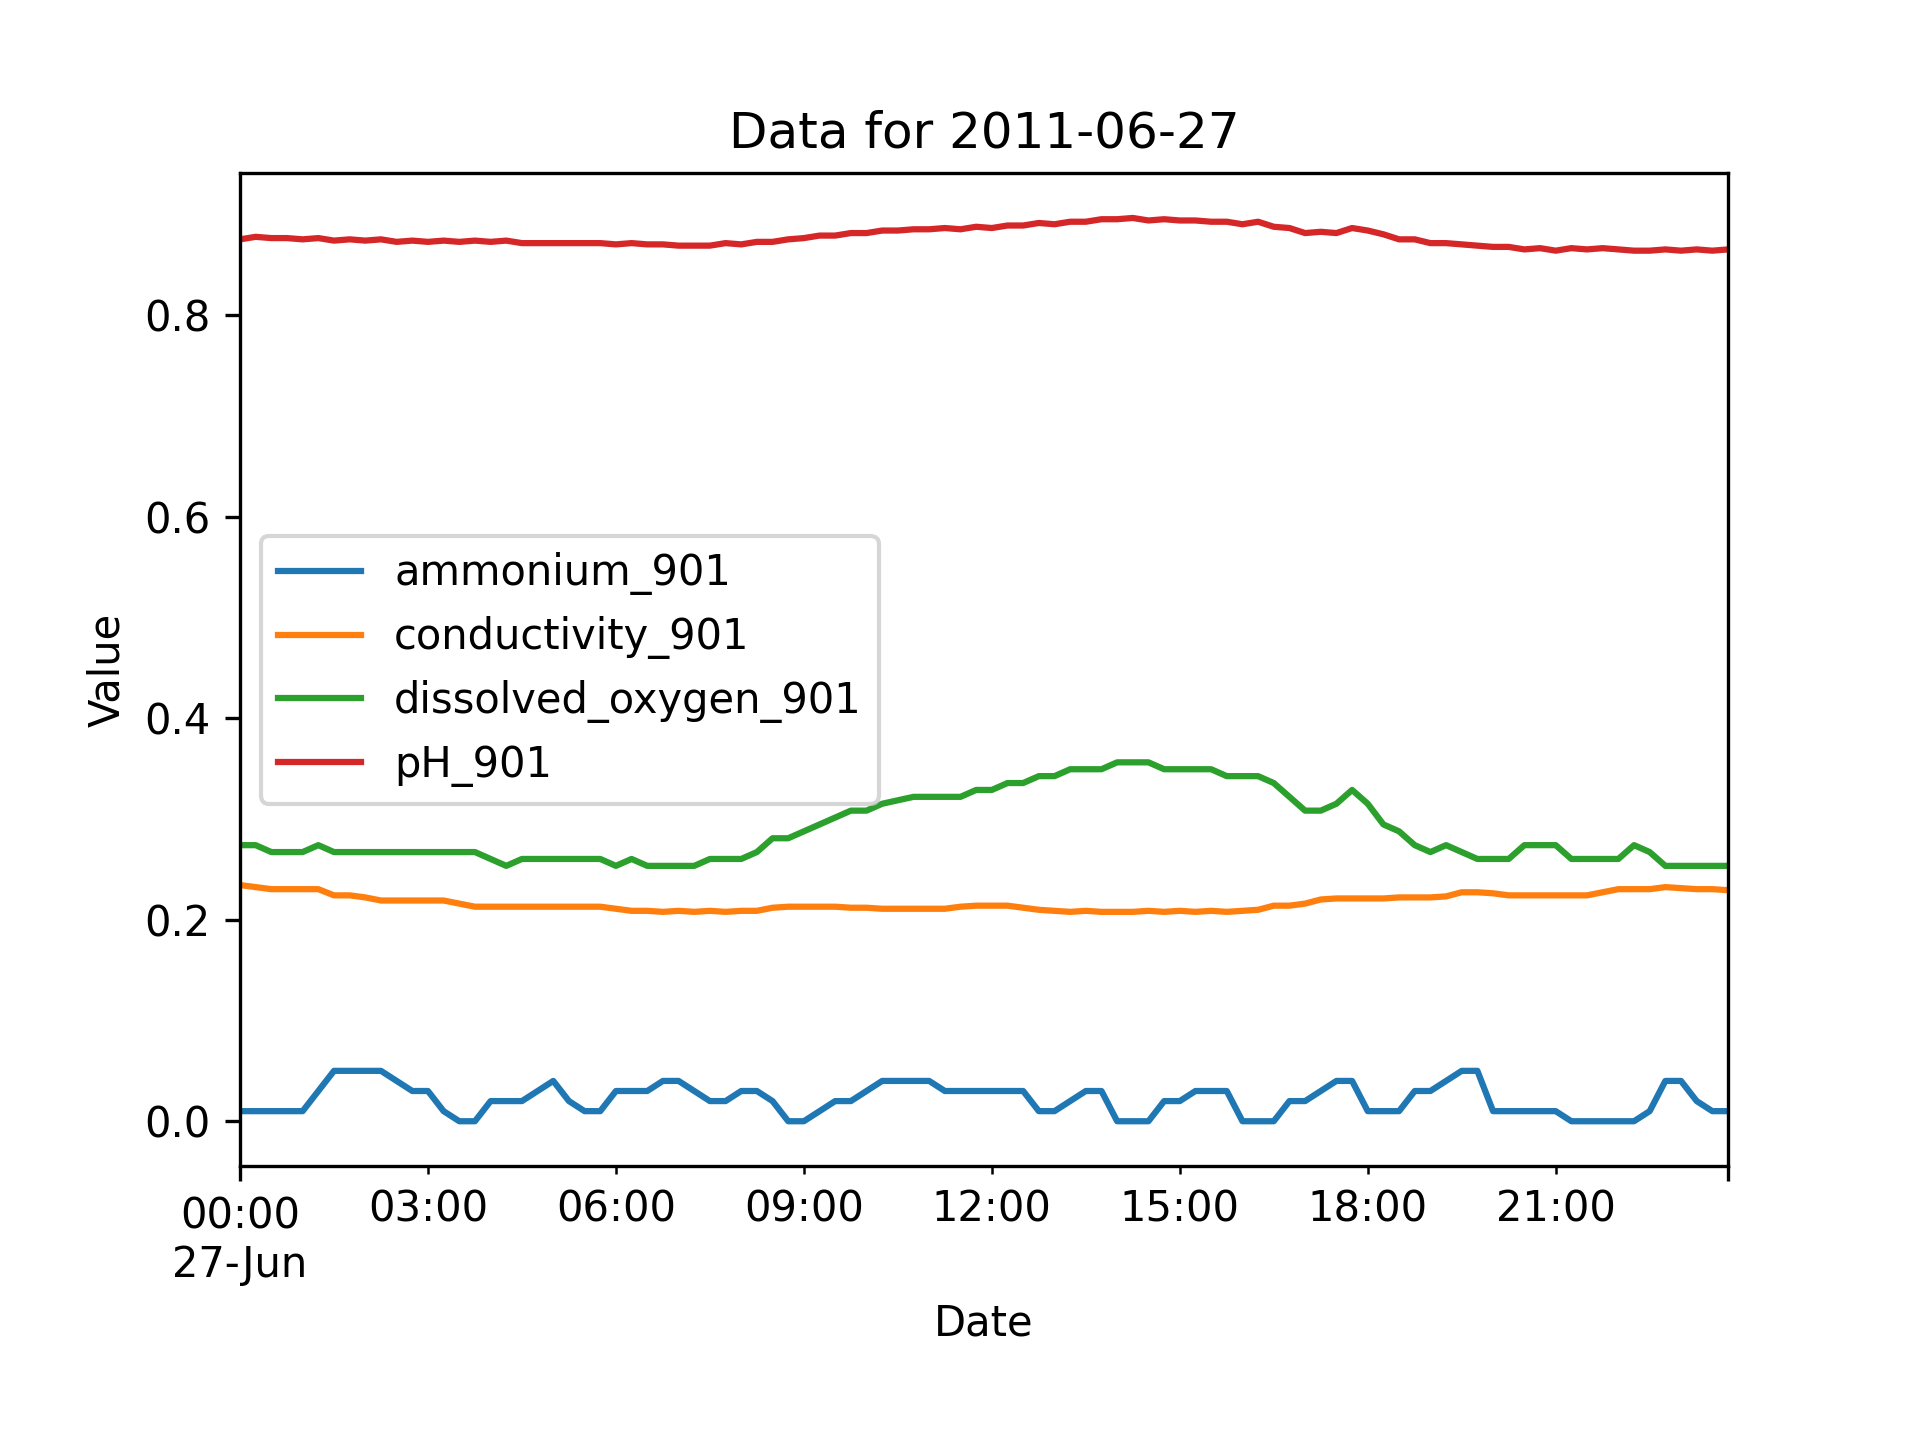 Data for 2011-06-27
Value
0.8
0.6
0.4
0.2
0.0
ammonium_901
conductivity_901
dissolved_oxygen_901
pH_901
00:00 03:00 06:00 09:00 12:00 15:00 18:00 21:00
27-Jun
Date